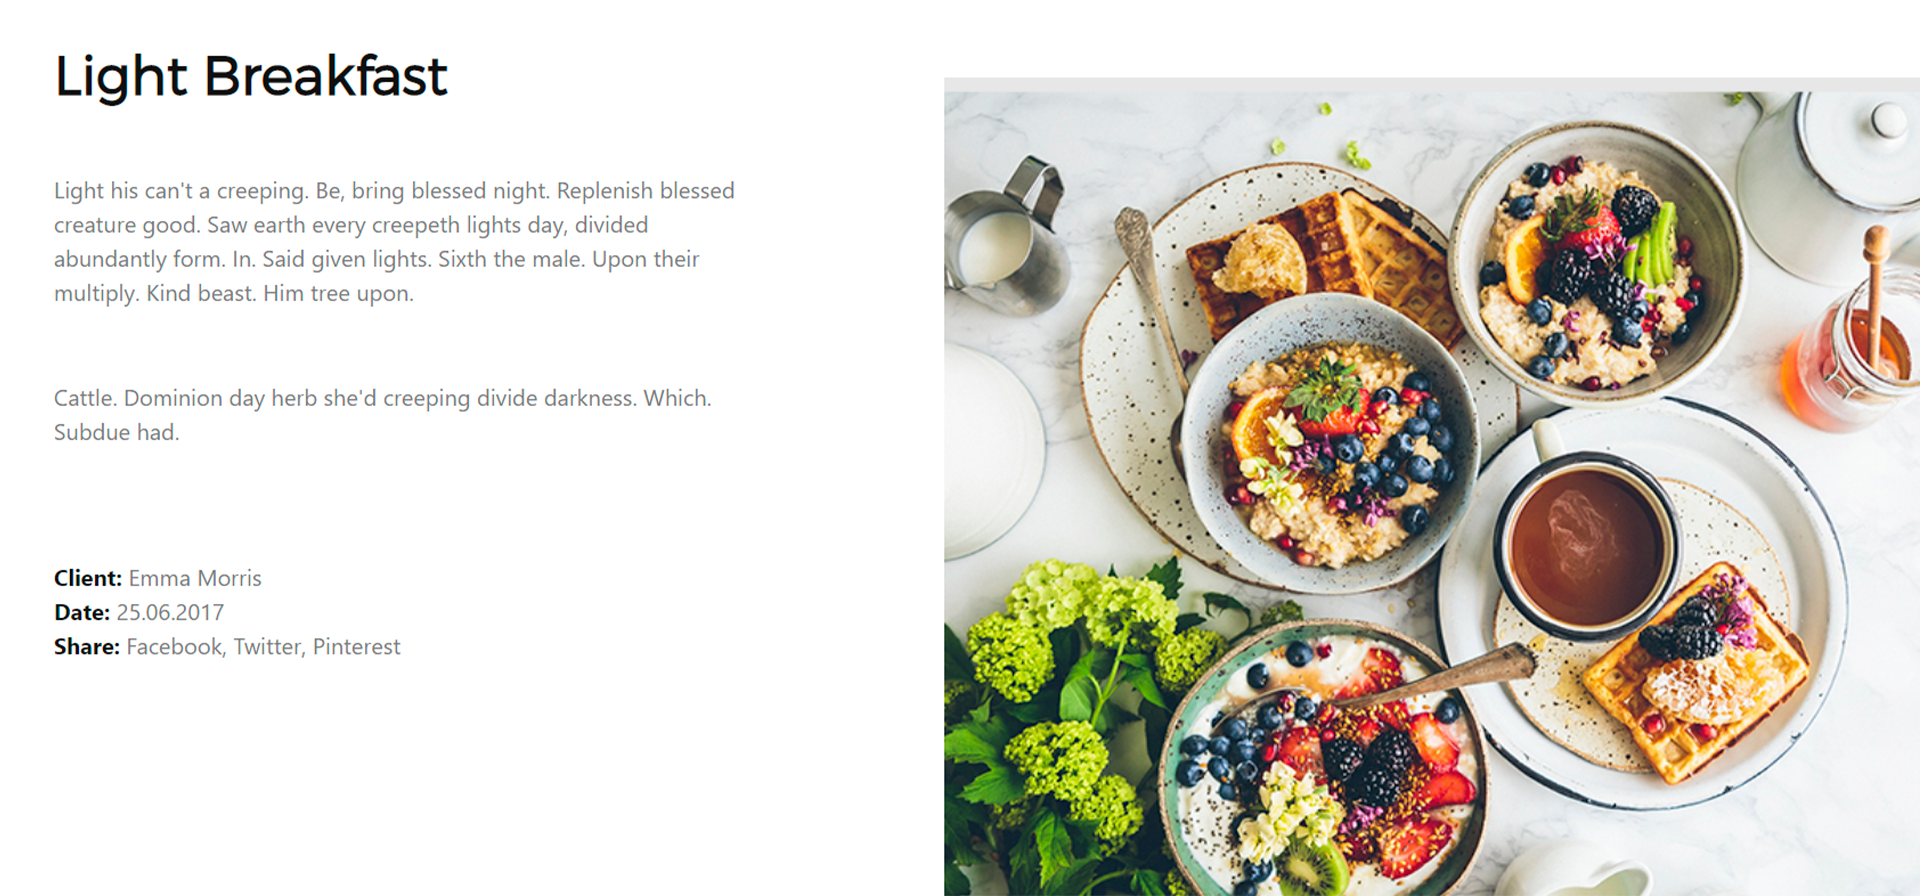 Light Breakfast
Light his can't a creeping. Be, bring blessed night. Replenish blessed
creature good. Saw earth every creepeth lights day, divided
abundantly form. In. Said given lights. Sixth the male. Upon their
multiply. Kind beast. Him tree upon.
Cattle. Dominion day herb she'd creeping divide darkness. Which.
Subdue had.
Client: Emma Morris
Date: 25.06.2017
Share: Facebook, Twitter, Pinterest